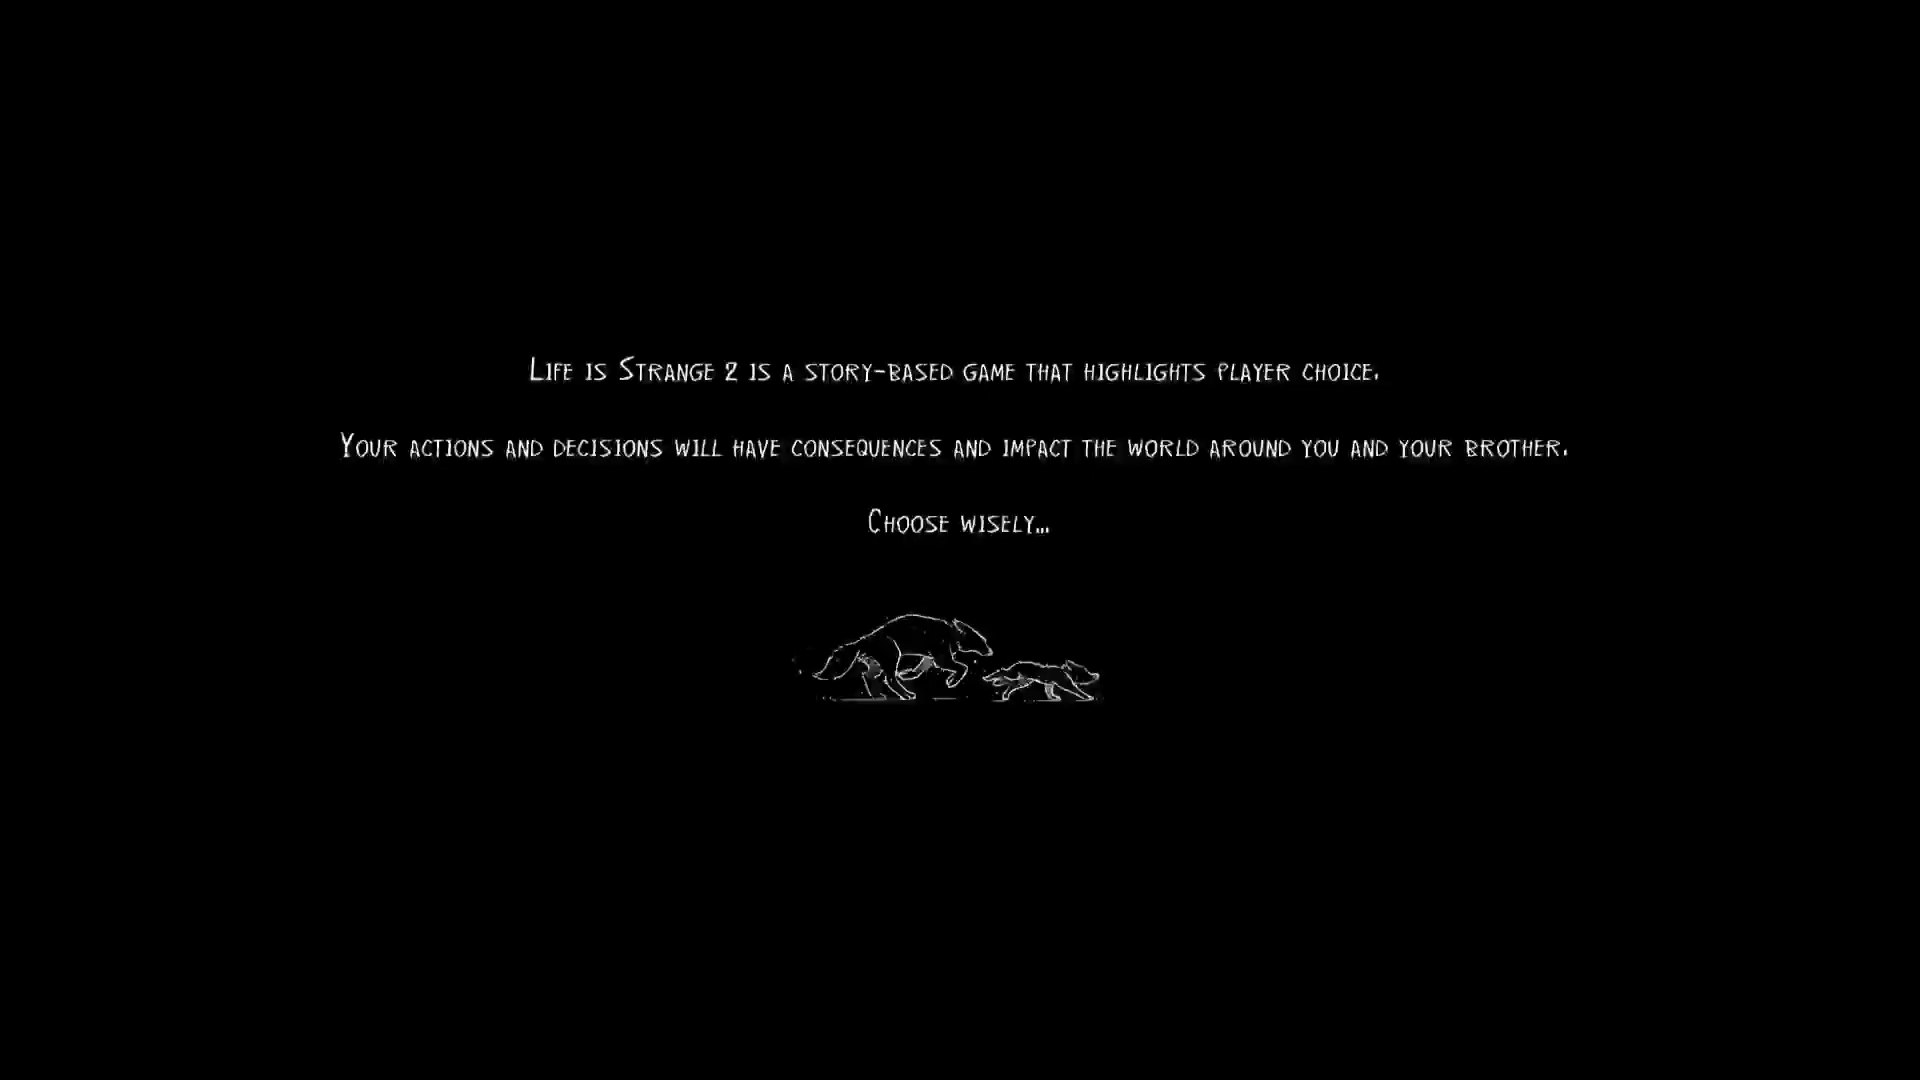 Life is Strange 2 is a story-based game that highlights player choice.
Your actions and decisions will have consequences and impact the world around you and your brother.
Choose wisely...